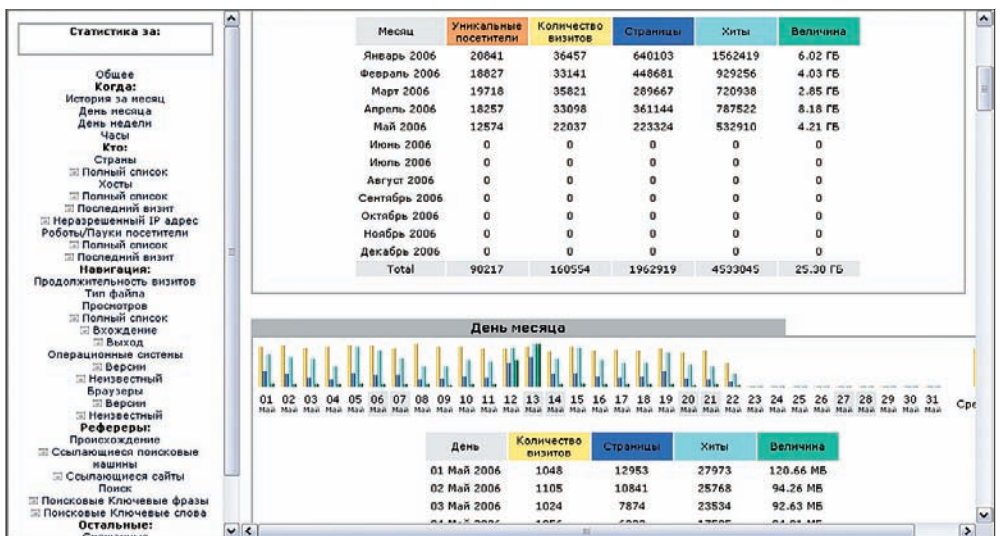 Статистика за:
Общее
Когда:
История за месяц
День месяца
День недели
Часы
Кто:
Страны
Полный список
Хосты
Полный список
Последний визит
Неразрешенный IP адрес
Роботы/Пауки посетители
Полный список
Последний визит
Навигация:
Продолжительность визитов
Тип файла
Просмотров
Полный список
Вхождение
Выход
Операционные системы
Версии
Неизвестный
Браузеры
Версии
Неизвестный
Рефереры:
Происхождение
Ссылающиеся поисковые
машины
Ссылающиеся сайты
Поиск
Поисковые Ключевые фразы
Поисковые Ключевые слова
Остальные:
Месяц Уникальные посетители Количество визитов Страницы Хиты Величина
Январь 2006 20841 36457 640103 1562419 6.02 ГБ
Февраль 2006 18827 33141 448681 929256 4.03 ГБ
Март 2006 19718 35821 289667 720938 2.85 ГБ
Апрель 2006 18257 33098 361144 787522 8.18 ГБ
Май 2006 12574 22037 223324 532910 4.21 ГБ
Июнь 2006 0 0 0 0 0
Июль 2006 0 0 0 0 0
Август 2006 0 0 0 0 0
Сентябрь 2006 0 0 0 0 0
Октябрь 2006 0 0 0 0 0
Ноябрь 2006 0 0 0 0 0
Декабрь 2006 0 0 0 0 0
Total 90217 160554 1962919 4533045 25.30 ГБ
День месяца
01 02 03 04 05 06 07 08 09 10 11 12 13 14 15 16 17 18 19 20 21 22 23 24 25 26 27 28 29 30 31
Май Май Май Май Май Май Май Май Май Май Май Май Май Май Май Май Май Май Май Май Май Май Май Май Май Май Май Май Май Май Май
Сре
День Количество визитов Страницы Хиты Величина
01 Май 2006 1048 12953 27973 120.66 МБ
02 Май 2006 1105 10841 25768 94.26 МБ
03 Май 2006 1024 7874 23534 92.63 МБ